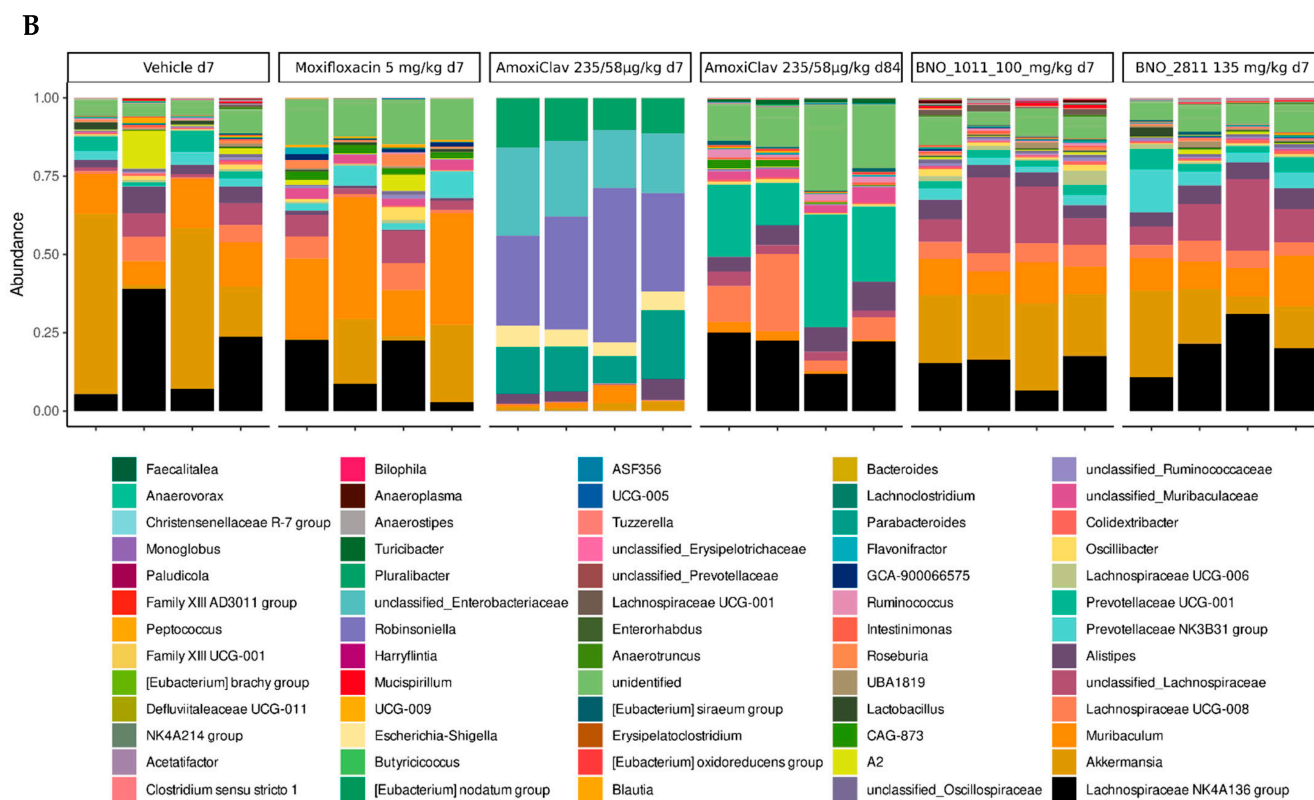 B
Vehicle d7 Moxifloxacin 5 mg/kg d7 AmoxiClav 235/58µg/kg d7 AmoxiClav 235/58µg/kg d84 BNO_1011_100_mg/kg d7 BNO_2811 135 mg/kg d7
1.00
0.75
0.50
0.25
0.00
Abundance
Faecalitalea Bilophila ASF356 Bacteroides unclassified_Ruminococcaceae
Anaerovorax Anaeroplasma UCG-005 Lachnoclostridium unclassified_Muribaculaceae
Christensenellaceae R-7 group Anaerostipes Tuzzerella Parabacteroides Colidextribacter
Monoglobus Turicibacter unclassified_Erysipelotrichaceae Flavonifractor Oscillibacter
Paludicola Pluralibacter unclassified_Prevotellaceae GCA-900066575 Lachnospiraceae UCG-006
Family XIII AD3011 group unclassified_Enterobacteriaceae Lachnospiraceae UCG-001 Ruminococcus Prevotellaceae UCG-001
Peptococcus Robinsoniella Enterorhabdus Intestinimonas Prevotellaceae NK3B31 group
Family XIII UCG-001 Harryflintia Anaerotruncus Roseburia Alistipes
[Eubacterium] brachy group Mucispirillum unidentified UBA1819 unclassified_Lachnospiraceae
Defluviitaleaceae UCG-011 UCG-009 [Eubacterium] siraeum group Lactobacillus Lachnospiraceae UCG-008
NK4A214 group Escherichia-Shigella Erysipelatoclostridium CAG-873 Muribaculum
Acetatifactor Butyricicoccus [Eubacterium] oxidoreducens group A2 Akkermansia
Clostridium sensu stricto 1 [Eubacterium] nodatum group Blautia unclassified_Oscillospiraceae Lachnospiraceae NK4A136 group